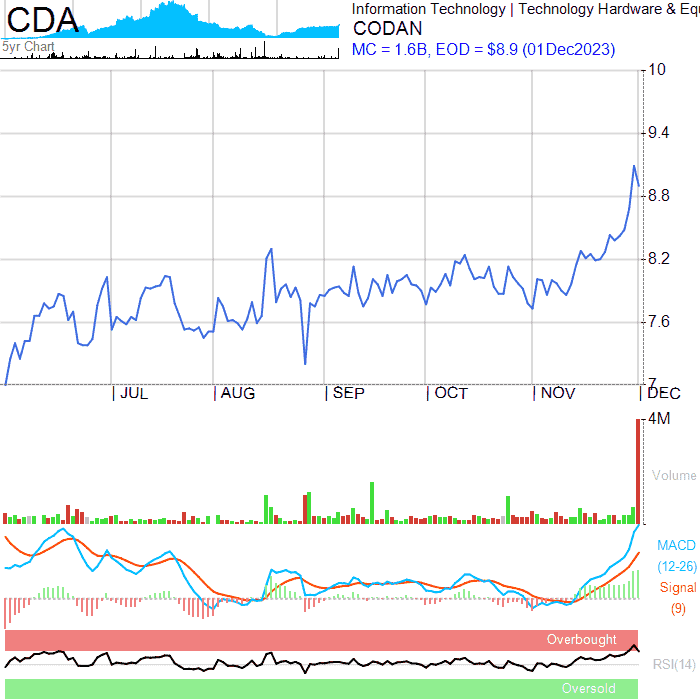 CDA
Information Technology | Technology Hardware & Equ
CODAN
5yr Chart
MC = 1.6B, EOD = $8.9 (01Dec2023)
10
9.4
8.8
8.2
7.6
7
JUL
AUG
SEP
OCT
NOV
DEC
4M
Volume
MACD
(12-26)
Signal
(9)
Overbought
RSI(14)
Oversold